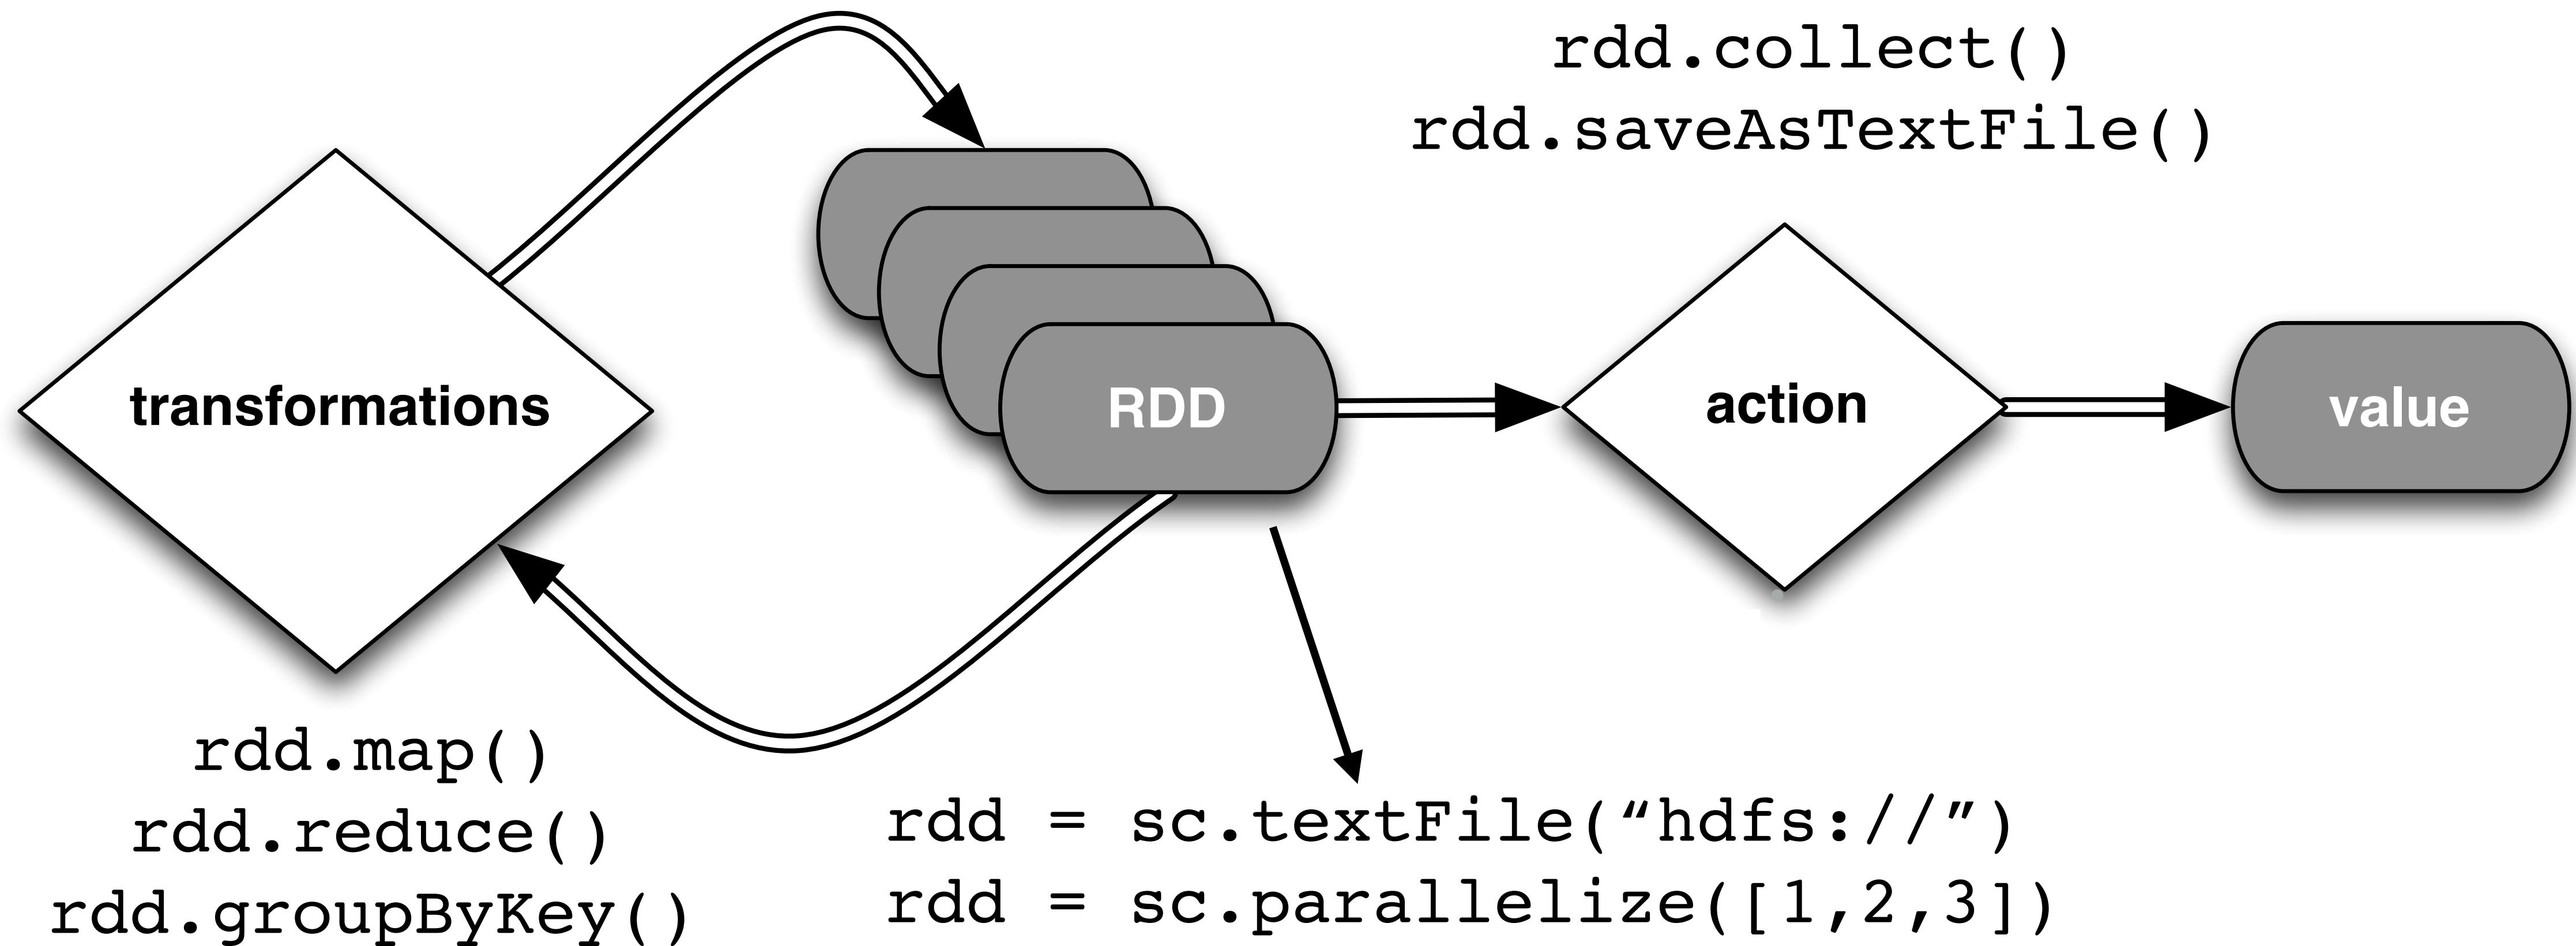 rdd.collect()
rdd.saveAsTextFile()
transformations
RDD
action
value
rdd.map()
rdd.reduce()
rdd.groupByKey()
rdd = sc.textFile(“hdfs://”)
rdd = sc.parallelize([1,2,3])